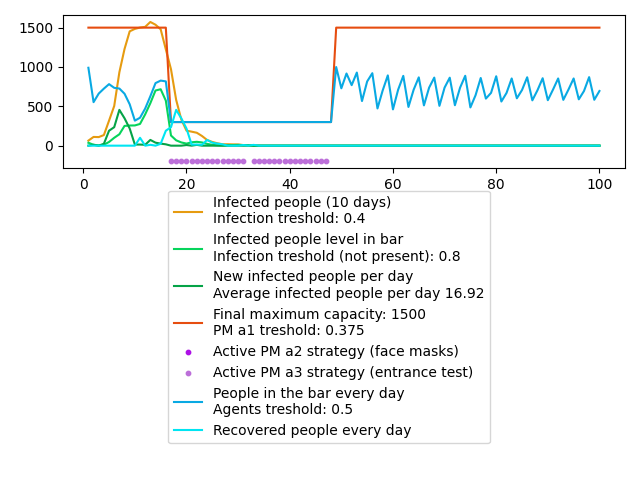 1500
1000
500
0
0
20
40
60
80
100
Infected people (10 days)
Infection treshold: 0.4
Infected people level in bar
Infection treshold (not present): 0.8
New infected people per day
Average infected people per day 16.92
Final maximum capacity: 1500
PM a1 treshold: 0.375
Active PM a2 strategy (face masks)
Active PM a3 strategy (entrance test)
People in the bar every day
Agents treshold: 0.5
Recovered people every day